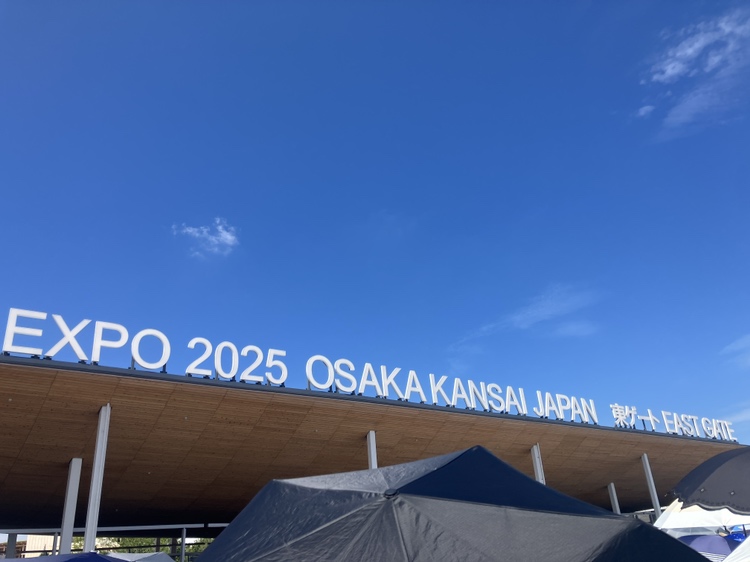 EXPO 2025 OSAKA KANSAI JAPAN 東ゲート EAST GATE